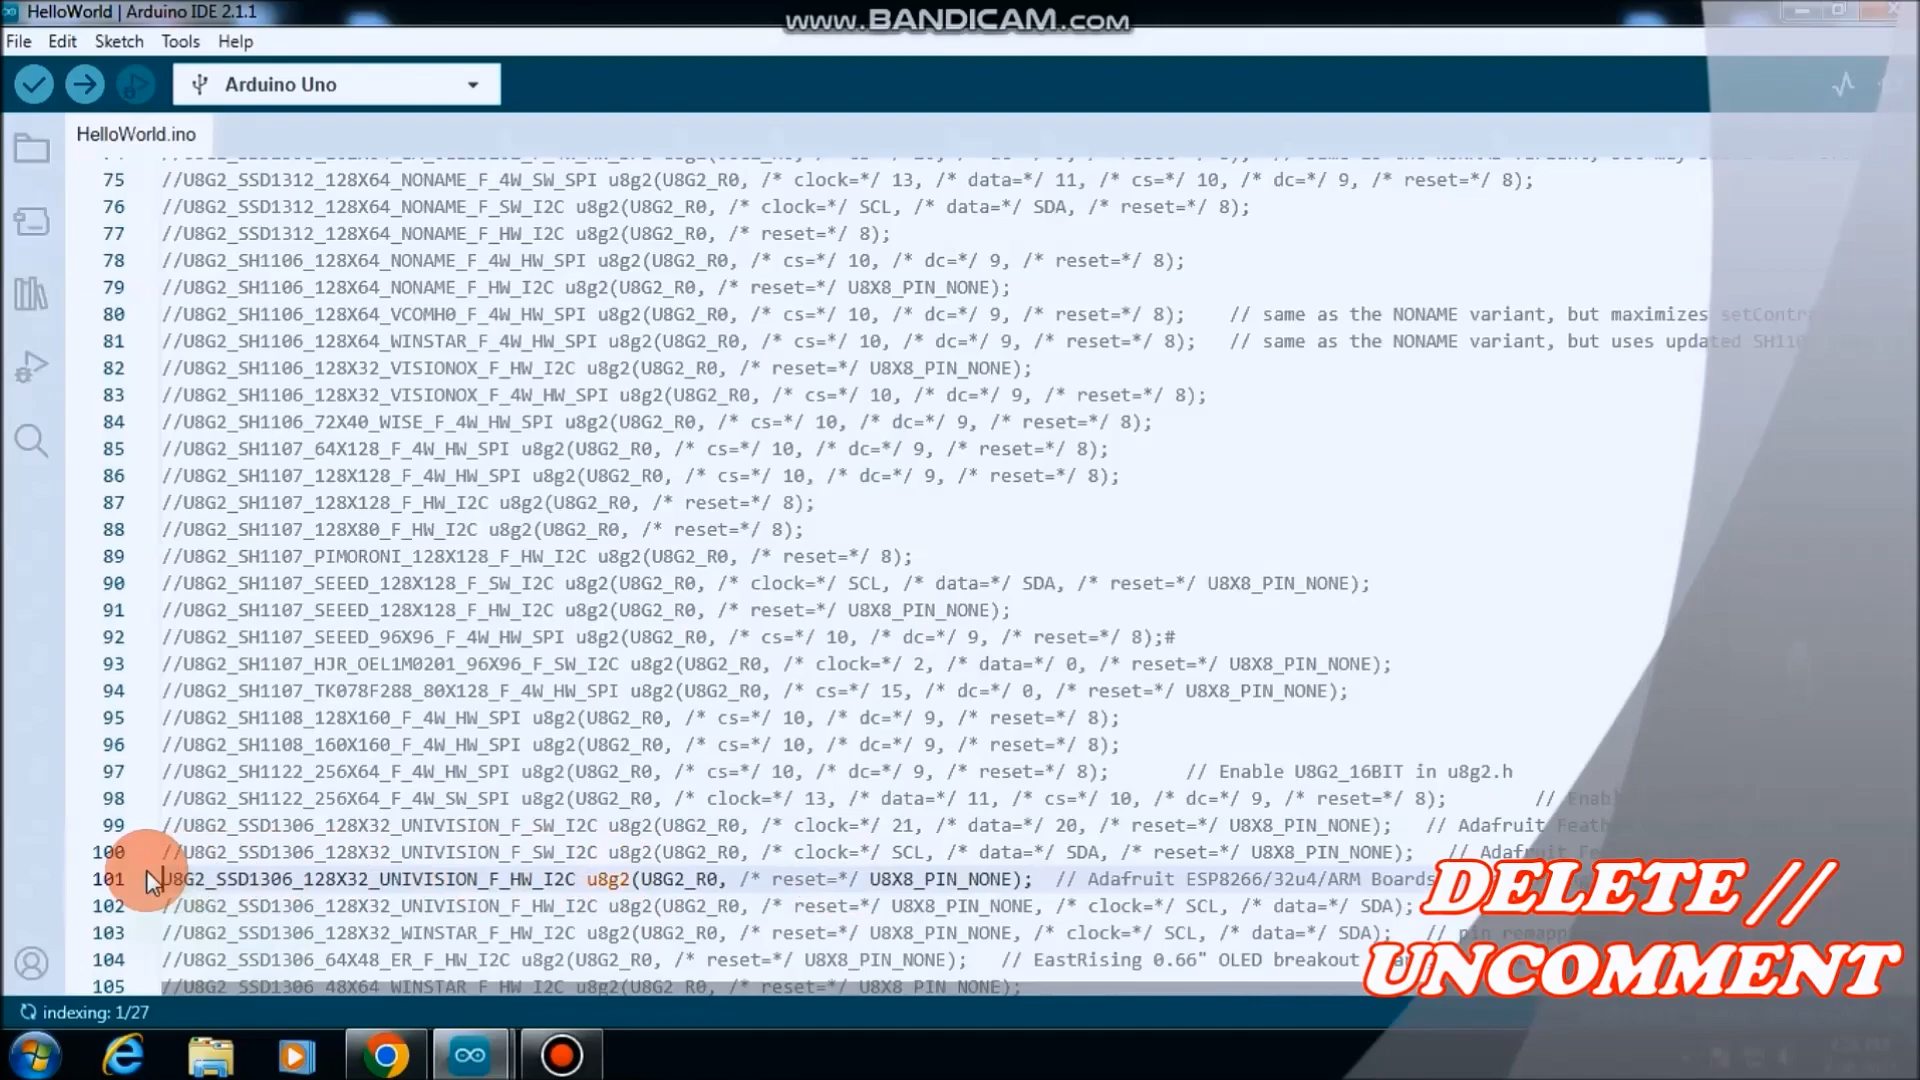 HelloWorld | Arduino IDE 2.1.1
www.BANDICAM.com
File Edit Sketch Tools Help
Arduino Uno
HelloWorld.ino
75 //U8G2_SSD1312_128X64_NONAME_F_4W_SW_SPI u8g2(U8G2_R0, /* clock=*/ 13, /* data=*/ 11, /* cs=*/ 10, /* dc=*/ 9, /* reset=*/ 8);
76 //U8G2_SSD1312_128X64_NONAME_F_SW_I2C u8g2(U8G2_R0, /* clock=*/ SCL, /* data=*/ SDA, /* reset=*/ 8);
77 //U8G2_SSD1312_128X64_NONAME_F_HW_I2C u8g2(U8G2_R0, /* reset=*/ 8);
78 //U8G2_SH1106_128X64_NONAME_F_4W_HW_SPI u8g2(U8G2_R0, /* cs=*/ 10, /* dc=*/ 9, /* reset=*/ 8);
79 //U8G2_SH1106_128X64_NONAME_F_HW_I2C u8g2(U8G2_R0, /* reset=*/ U8X8_PIN_NONE);
80 //U8G2_SH1106_128X64_VCOMH0_F_4W_HW_SPI u8g2(U8G2_R0, /* cs=*/ 10, /* dc=*/ 9, /* reset=*/ 8); // same as the NONAME variant, but maximizes
81 //U8G2_SH1106_128X64_WINSTAR_F_4W_HW_SPI u8g2(U8G2_R0, /* cs=*/ 10, /* dc=*/ 9, /* reset=*/ 8); // same as the NONAME variant, but uses updated
82 //U8G2_SH1106_128X32_VISIONOX_F_HW_I2C u8g2(U8G2_R0, /* reset=*/ U8X8_PIN_NONE);
83 //U8G2_SH1106_128X32_VISIONOX_F_4W_HW_SPI u8g2(U8G2_R0, /* cs=*/ 10, /* dc=*/ 9, /* reset=*/ 8);
84 //U8G2_SH1106_72X40_WISE_F_4W_HW_SPI u8g2(U8G2_R0, /* cs=*/ 10, /* dc=*/ 9, /* reset=*/ 8);
85 //U8G2_SH1107_64X128_F_4W_HW_SPI u8g2(U8G2_R0, /* cs=*/ 10, /* dc=*/ 9, /* reset=*/ 8);
86 //U8G2_SH1107_128X128_F_4W_HW_SPI u8g2(U8G2_R0, /* cs=*/ 10, /* dc=*/ 9, /* reset=*/ 8);
87 //U8G2_SH1107_128X128_F_HW_I2C u8g2(U8G2_R0, /* reset=*/ 8);
88 //U8G2_SH1107_128X80_F_HW_I2C u8g2(U8G2_R0, /* reset=*/ 8);
89 //U8G2_SH1107_PIMORONI_128X128_F_HW_I2C u8g2(U8G2_R0, /* reset=*/ 8);
90 //U8G2_SH1107_SEEED_128X128_F_SW_I2C u8g2(U8G2_R0, /* clock=*/ SCL, /* data=*/ SDA, /* reset=*/ U8X8_PIN_NONE);
91 //U8G2_SH1107_SEEED_128X128_F_HW_I2C u8g2(U8G2_R0, /* reset=*/ U8X8_PIN_NONE);
92 //U8G2_SH1107_SEEED_96X96_F_4W_HW_SPI u8g2(U8G2_R0, /* cs=*/ 10, /* dc=*/ 9, /* reset=*/ 8);#
93 //U8G2_SH1107_HJR_OEL1M0201_96X96_F_SW_I2C u8g2(U8G2_R0, /* clock=*/ 2, /* data=*/ 0, /* reset=*/ U8X8_PIN_NONE);
94 //U8G2_SH1107_TK078F288_80X128_F_4W_HW_SPI u8g2(U8G2_R0, /* cs=*/ 15, /* dc=*/ 0, /* reset=*/ U8X8_PIN_NONE);
95 //U8G2_SH1108_128X160_F_4W_HW_SPI u8g2(U8G2_R0, /* cs=*/ 10, /* dc=*/ 9, /* reset=*/ 8);
96 //U8G2_SH1108_160X160_F_4W_HW_SPI u8g2(U8G2_R0, /* cs=*/ 10, /* dc=*/ 9, /* reset=*/ 8);
97 //U8G2_SH1122_256X64_F_4W_HW_SPI u8g2(U8G2_R0, /* cs=*/ 10, /* dc=*/ 9, /* reset=*/ 8); // Enable U8G2_16BIT in u8g2.h
98 //U8G2_SH1122_256X64_F_4W_SW_SPI u8g2(U8G2_R0, /* clock=*/ 13, /* data=*/ 11, /* cs=*/ 10, /* dc=*/ 9, /* reset=*/ 8); //
99 //U8G2_SSD1306_128X32_UNIVISION_F_SW_I2C u8g2(U8G2_R0, /* clock=*/ 21, /* data=*/ 20, /* reset=*/ U8X8_PIN_NONE); // Adafruit
100 //U8G2_SSD1306_128X32_UNIVISION_F_SW_I2C u8g2(U8G2_R0, /* clock=*/ SCL, /* data=*/ SDA, /* reset=*/ U8X8_PIN_NONE); //
101 U8G2_SSD1306_128X32_UNIVISION_F_HW_I2C u8g2(U8G2_R0, /* reset=*/ U8X8_PIN_NONE); // Adafruit ESP8266/32u4/ARM Boards
102 //U8G2_SSD1306_128X32_UNIVISION_F_HW_I2C u8g2(U8G2_R0, /* reset=*/ U8X8_PIN_NONE, /* clock=*/ SCL, /* data=*/ SDA);
103 //U8G2_SSD1306_128X32_WINSTAR_F_HW_I2C u8g2(U8G2_R0, /* reset=*/ U8X8_PIN_NONE, /* clock=*/ SCL, /* data=*/ SDA); // pin
104 //U8G2_SSD1306_64X48_ER_F_HW_I2C u8g2(U8G2_R0, /* reset=*/ U8X8_PIN_NONE); // EastRising 0.66" OLED breakout
105 //U8G2_SSD1306_48X64_WINSTAR_F_HW_I2C u8g2(U8G2_R0, /* reset=*/ U8X8_PIN_NONE);
DELETE //
UNCOMMENT
indexing: 1/27